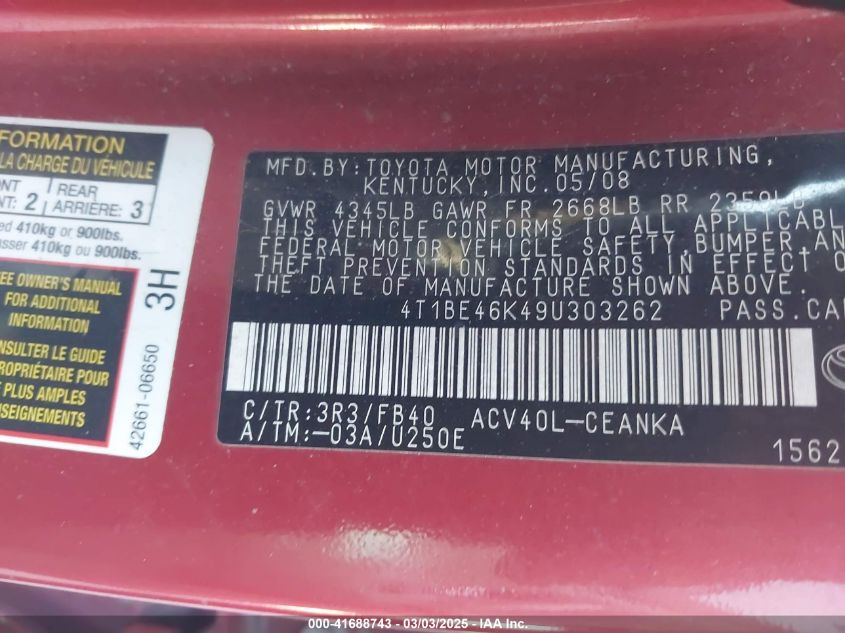 FORMATION
LA CHARGE DU VÉHICULE
2
REAR
ARRIÈRE: 3
410kg or 900lbs.
410kg ou 900lbs.
SEE OWNER'S MANUAL
FOR ADDITIONAL
INFORMATION
LE GUIDE
PROPRIÉTAIRE POUR
PLUS AMPLES
42661-06650 3H
MFD.BY:TOYOTA MOTOR MANUFACTURING,
KENTUCKY,INC.05/08
GVWR 4345LB GAWR FR 2668LB RR 2359LB
THIS VEHICLE CONFORMS TO ALL APPLICABL
FEDERAL MOTOR VEHICLE SAFETY,BUMPER,AN
THEFT PREVENTION STANDARDS IN EFFECT O
THE DATE OF MANUFACTURE SHOWN ABOVE.
4T1BE46K49U303262 PASS.CA
C/TR:3R3/FB40 ACV40L-CEANKA
A/TM:-03A/U250E
1562
000-41688743 - 03/03/2025 - IAA, Inc.